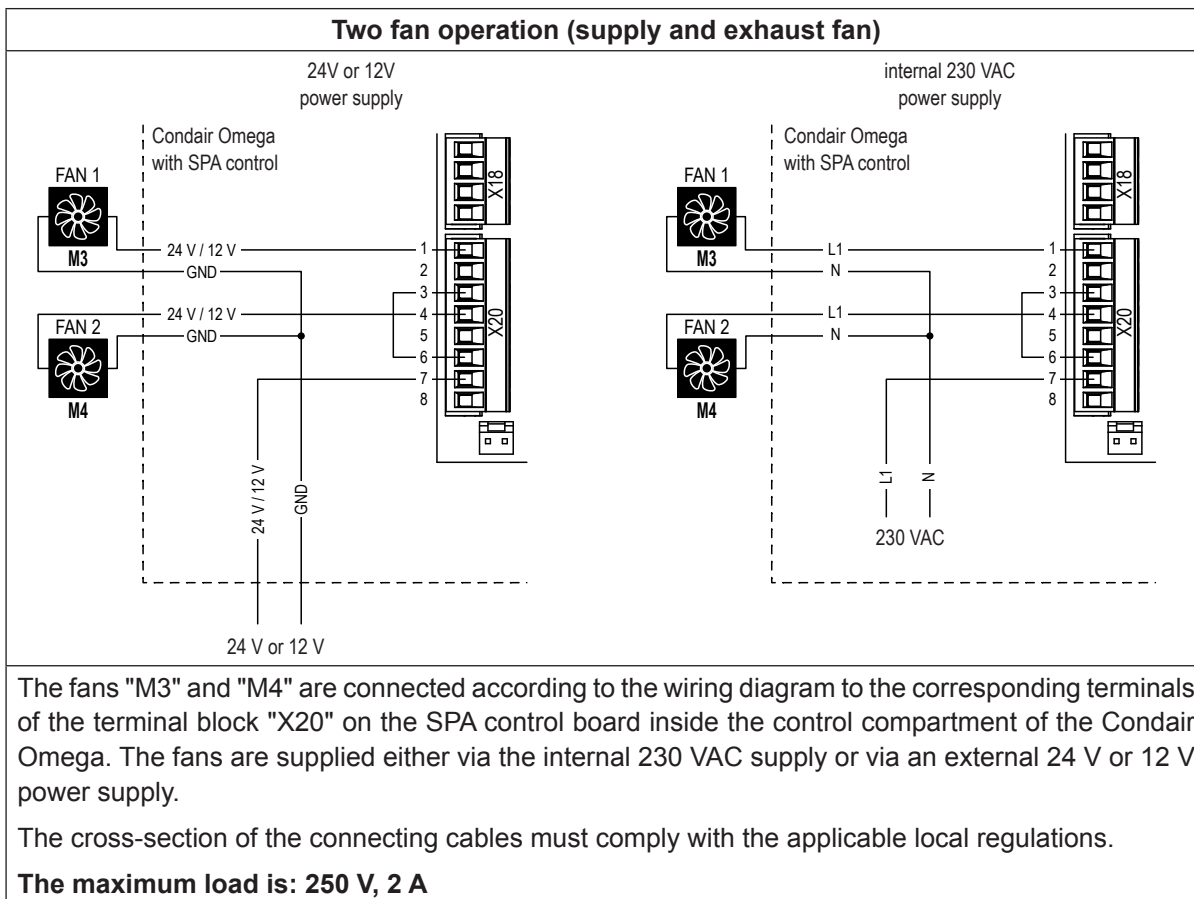 Two fan operation (supply and exhaust fan)
24V or 12V
power supply
Condair Omega
with SPA control
FAN 1
M3
24 V / 12 V
GND
FAN 2
M4
24 V / 12 V
GND
X18
1
2
3
4
5
6
7
8
X20
24 V / 12 V
GND
24 V or 12 V
internal 230 VAC
power supply
Condair Omega
with SPA control
FAN 1
M3
L1
N
FAN 2
M4
L1
N
X18
1
2
3
4
5
6
7
8
X20
L1
N
230 VAC
The fans "M3" and "M4" are connected according to the wiring diagram to the corresponding terminals
of the terminal block "X20" on the SPA control board inside the control compartment of the Condair
Omega. The fans are supplied either via the internal 230 VAC supply or via an external 24 V or 12 V
power supply.
The cross-section of the connecting cables must comply with the applicable local regulations.
The maximum load is: 250 V, 2 A